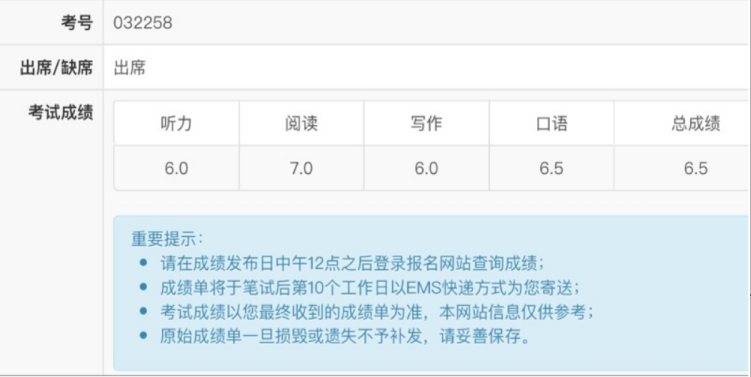 考号 032258
出席/缺席 出席
考试成绩
听力 阅读 写作 口语 总成绩
6.0 7.0 6.0 6.5 6.5
重要提示:
● 请在成绩发布日中午12点之后登录报名网站查询成绩;
● 成绩单将于笔试后第10个工作日以EMS快递方式为您寄送;
● 考试成绩以您最终收到的成绩单为准，本网站信息仅供参考;
● 原始成绩单一旦损毁或遗失不予补发，请妥善保存。